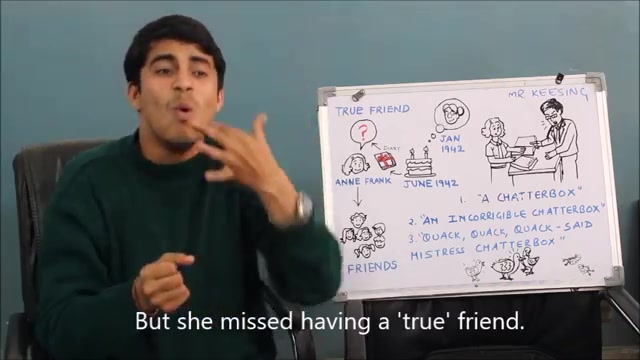 TRUE FRIEND
MR KEESING
?
JAN
1942
DIARY
ANNE FRANK
JUNE 1942
1. "A CHATTERBOX"
2. "AN INCORRIGIBLE CHATTERBOX"
3. "QUACK, QUACK, QUACK - SAID
MISTRESS CHATTERBOX"
FRIENDS
But she missed having a 'true' friend.